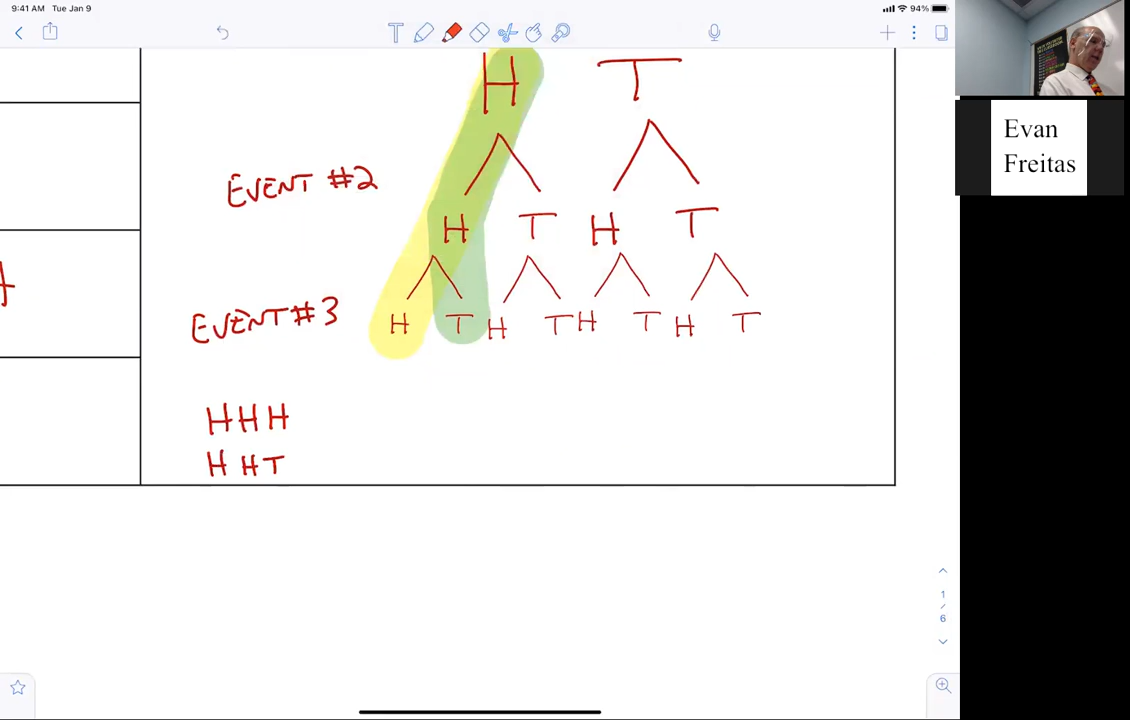 9:41 AM Tue Jan 9
94%
H T
EVENT #2
H T H T
EVENT #3
H T H T H T H T
HHH
HHT
Evan
Freitas
1
/
6